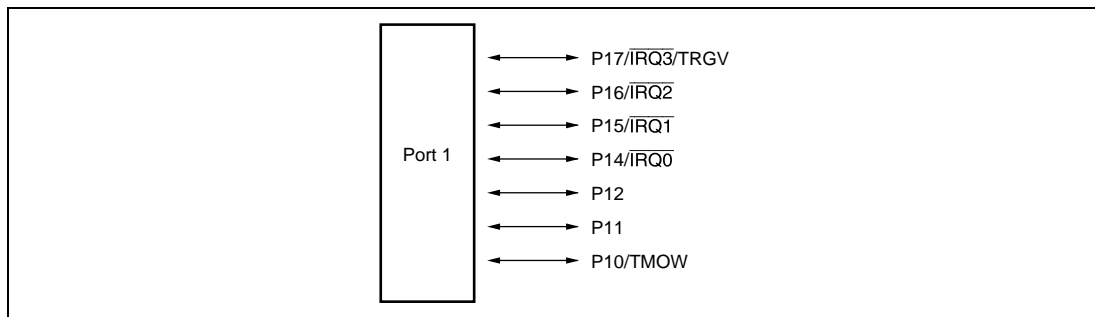 Port 1
P17/IRQ3/TRGV
P16/IRQ2
P15/IRQ1
P14/IRQ0
P12
P11
P10/TMOW